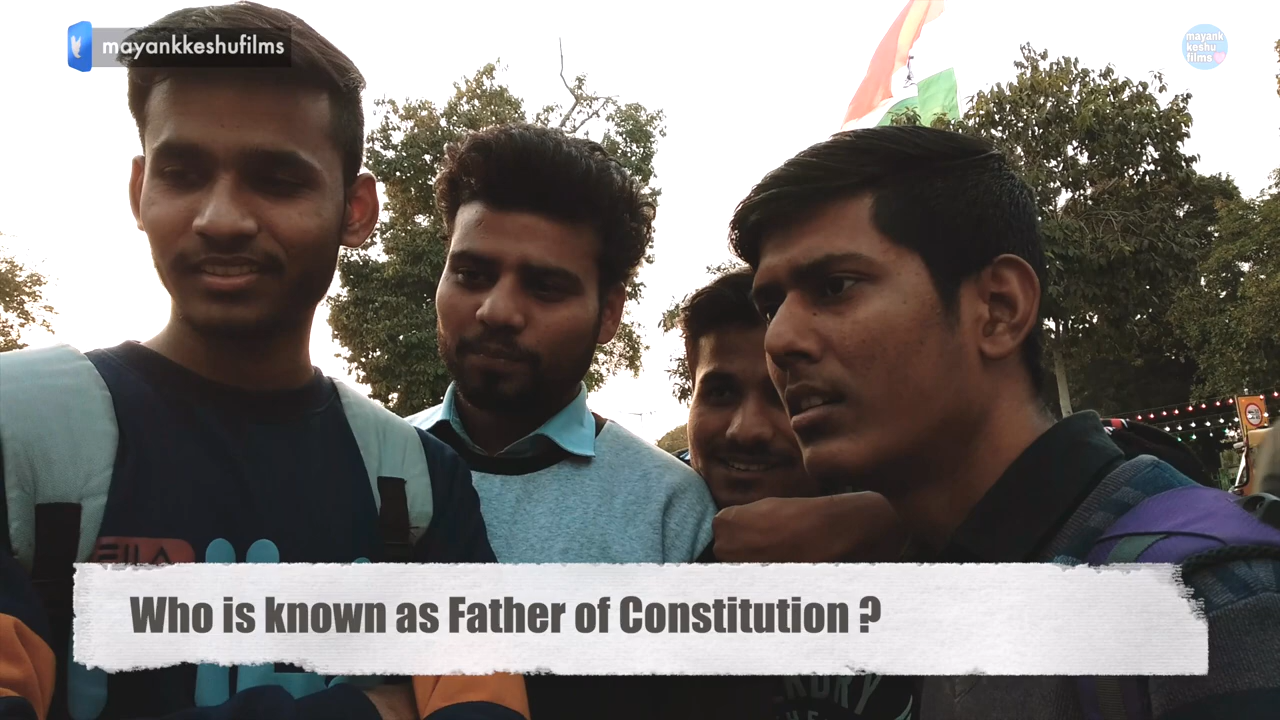 mayankkeshufilms
mayank
keshu
films
FILA
Who is known as Father of Constitution ?